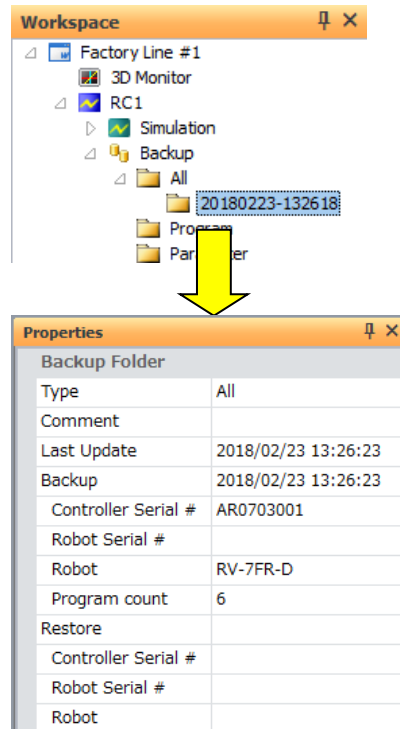 Workspace
Factory Line #1
3D Monitor
RC1
Simulation
Backup
All
20180223-132618
Program
Properties
Backup Folder
Type All
Comment
Last Update 2018/02/23 13:26:23
Backup 2018/02/23 13:26:23
Controller Serial # AR0703001
Robot Serial #
Robot RV-7FR-D
Program count 6
Restore
Controller Serial #
Robot Serial #
Robot